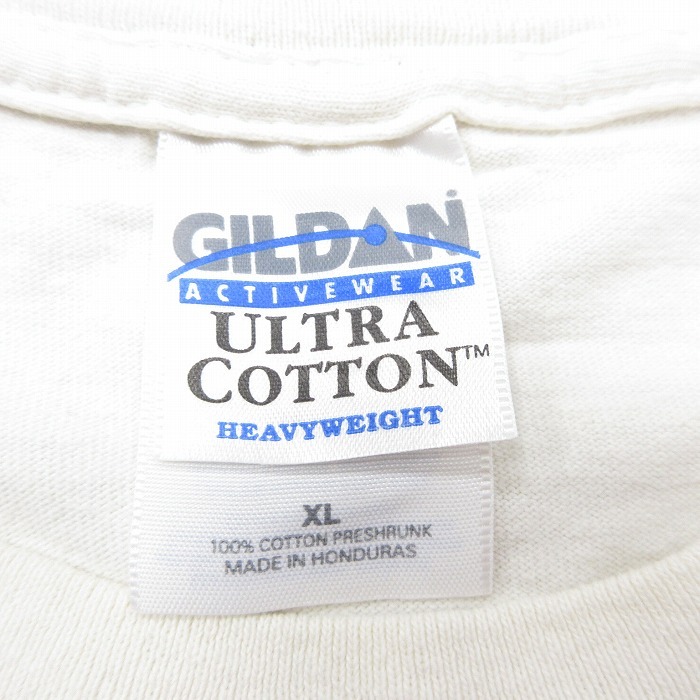 GILDAN
ACTIVEWEAR
ULTRA
COTTON™
HEAVYWEIGHT
XL
100% COTTON PRESHRUNK
MADE IN HONDURAS